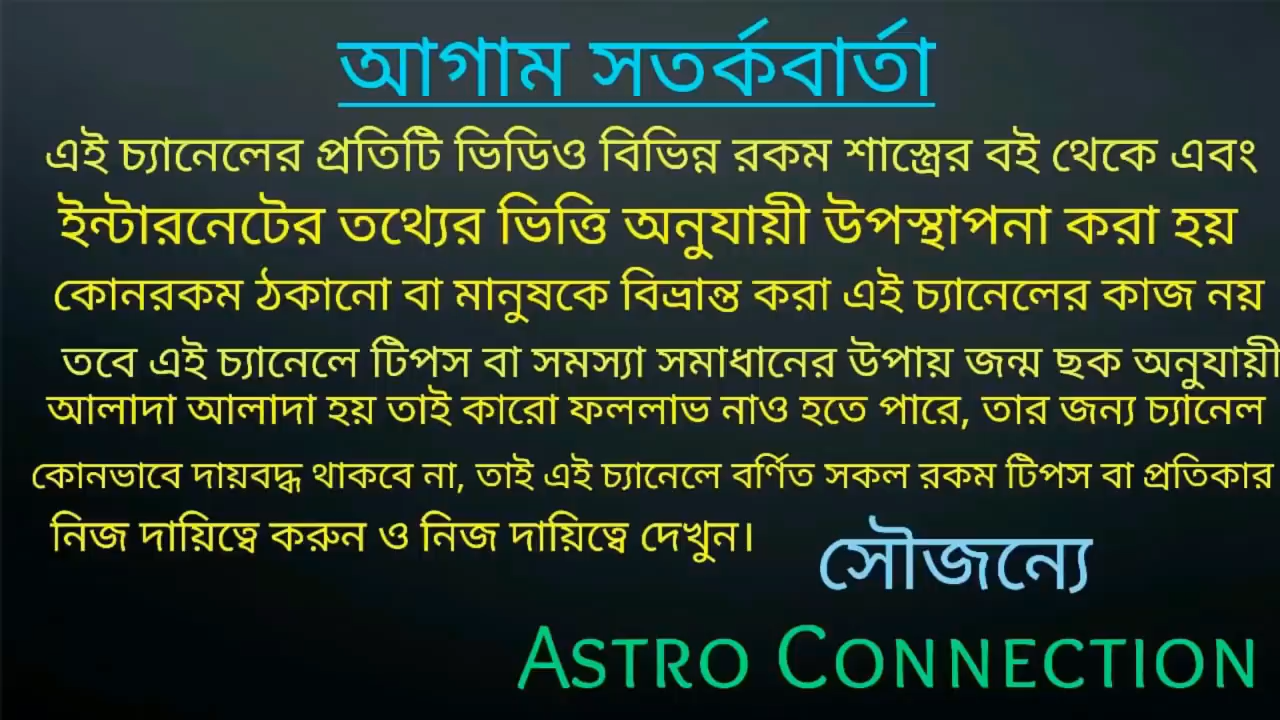 আগাম সতর্কবার্তা
এই চ্যানেলের প্রতিটি ভিডিও বিভিন্ন রকম শাস্ত্রের বই থেকে এবং
ইন্টারনেটের তথ্যের ভিত্তি অনুযায়ী উপস্থাপনা করা হয়
কোনরকম ঠকানো বা মানুষকে বিভ্রান্ত করা এই চ্যানেলের কাজ নয়
তবে এই চ্যানেলে টিপস বা সমস্যা সমাধানের উপায় জন্ম ছক অনুযায়ী
আলাদা আলাদা হয় তাই কারো ফললাভ নাও হতে পারে, তার জন্য চ্যানেল
কোনভাবে দায়বদ্ধ থাকবে না, তাই এই চ্যানেলে বর্ণিত সকল রকম টিপস বা প্রতিকার
নিজ দায়িত্বে করুন ও নিজ দায়িত্বে দেখুন।
সৌজন্যে
ASTRO CONNECTION